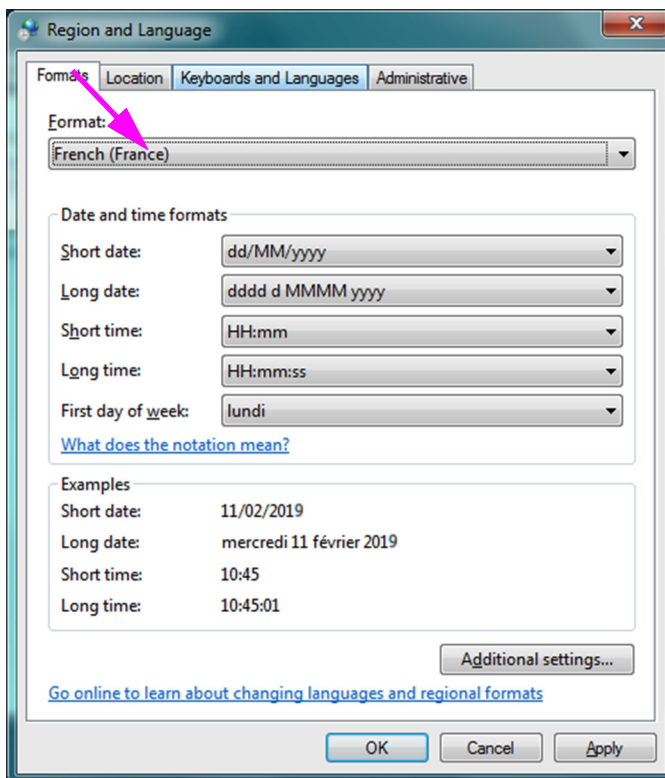 Region and Language
Formats Location Keyboards and Languages Administrative
Format:
French (France)
Date and time formats
Short date: dd/MM/yyyy
Long date: dddd d MMMM yyyy
Short time: HH:mm
Long time: HH:mm:ss
First day of week: lundi
What does the notation mean?
Examples
Short date: 11/02/2019
Long date: mercredi 11 février 2019
Short time: 10:45
Long time: 10:45:01
Additional settings...
Go online to learn about changing languages and regional formats
OK Cancel Apply